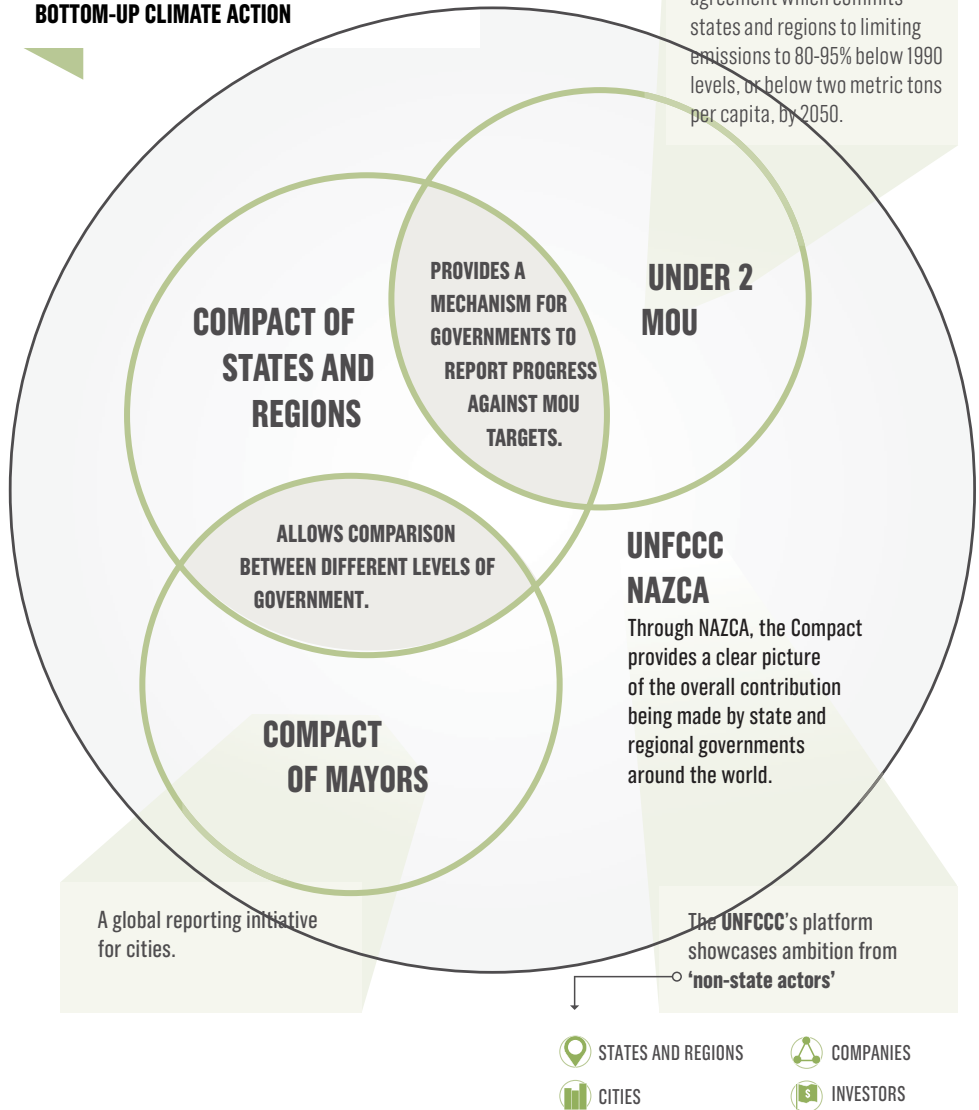 BOTTOM-UP CLIMATE ACTION
agreement which commits
states and regions to limiting
emissions to 80-95% below 1990
levels, or below two metric tons
per capita, by 2050.
UNDER 2
MOU
PROVIDES A
MECHANISM FOR
GOVERNMENTS TO
REPORT PROGRESS
AGAINST MOU
TARGETS.
COMPACT OF
STATES AND
REGIONS
ALLOWS COMPARISON
BETWEEN DIFFERENT LEVELS OF
GOVERNMENT.
UNFCCC
NAZCA
Through NAZCA, the Compact
provides a clear picture
of the overall contribution
being made by state and
regional governments
around the world.
COMPACT
OF MAYORS
A global reporting initiative
for cities.
The UNFCCC's platform
showcases ambition from
‘non-state actors’
STATES AND REGIONS
COMPANIES
CITIES
$ INVESTORS